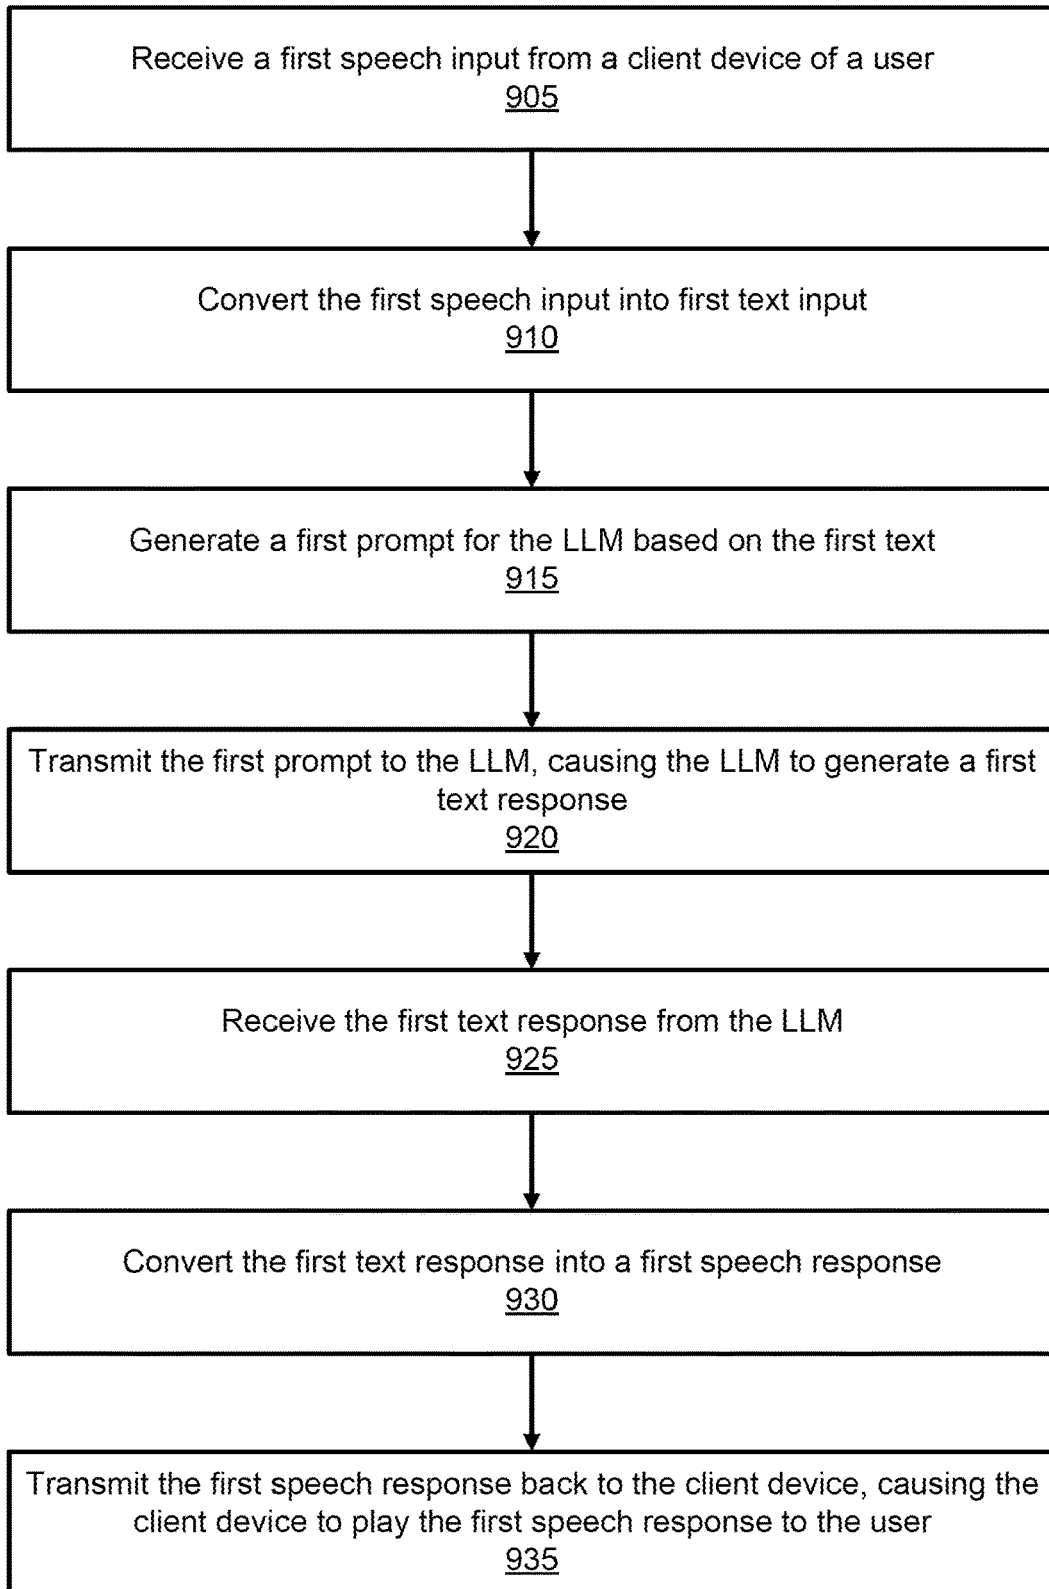 Receive a first speech input from a client device of a user
905
Convert the first speech input into first text input
910
Generate a first prompt for the LLM based on the first text
915
Transmit the first prompt to the LLM, causing the LLM to generate a first
text response
920
Receive the first text response from the LLM
925
Convert the first text response into a first speech response
930
Transmit the first speech response back to the client device, causing the
client device to play the first speech response to the user
935